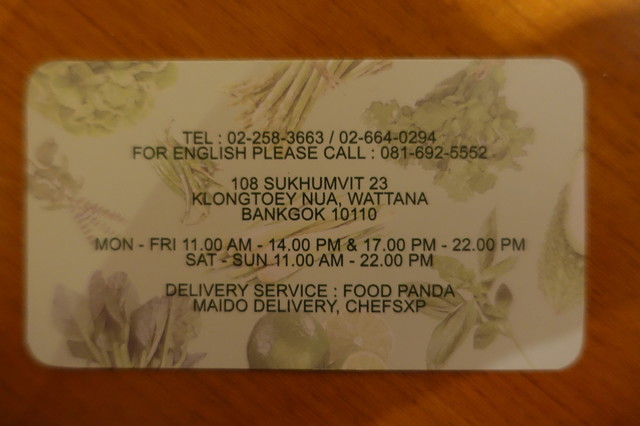 TEL : 02-258-3663 / 02-664-0294
FOR ENGLISH PLEASE CALL : 081-692-5552
108 SUKHUMVIT 23
KLONGTOEY NUA, WATTANA
BANKGOK 10110
MON - FRI 11.00 AM - 14.00 PM & 17.00 PM - 22.00 PM
SAT - SUN 11.00 AM - 22.00 PM
DELIVERY SERVICE : FOOD PANDA
MAIDO DELIVERY, CHEFSXP